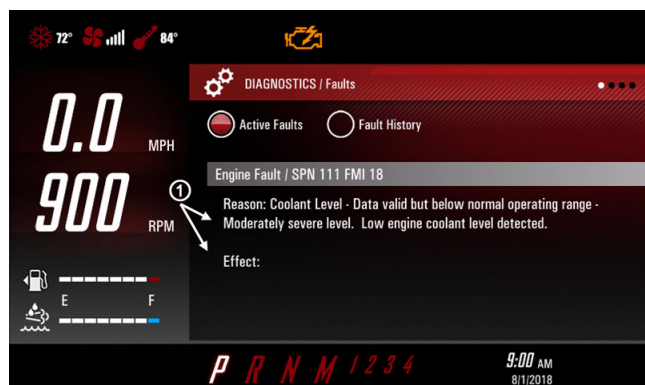 72° 84°
DIAGNOSTICS / Faults
Active Faults Fault History
0.0 MPH
Engine Fault / SPN 111 FMI 18
1
900 RPM
Reason: Coolant Level - Data valid but below normal operating range -
Moderately severe level. Low engine coolant level detected.
Effect:
E F
P R N M 1 2 3 4
9:00 AM
8/1/2018